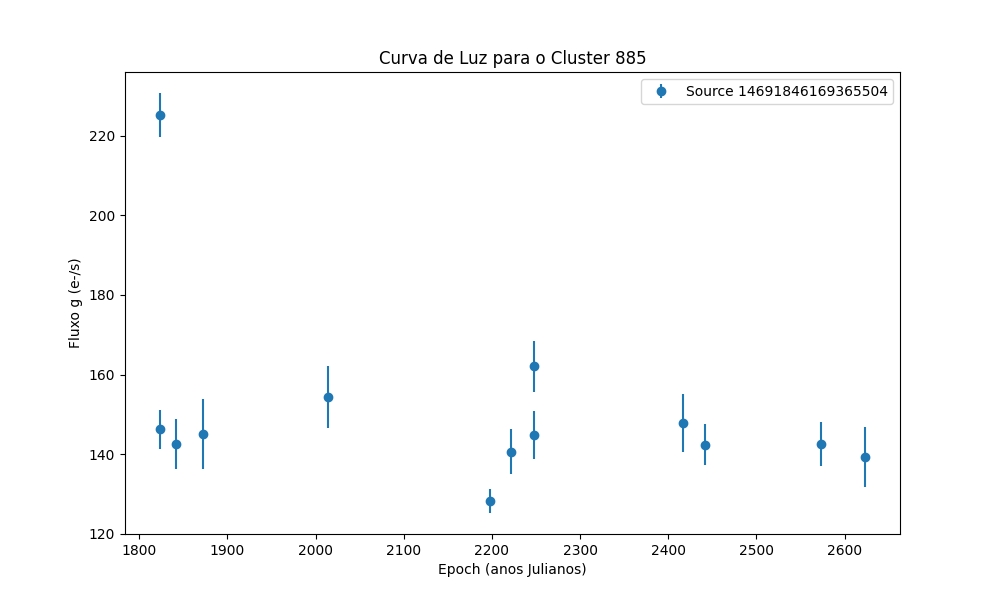 Curva de Luz para o Cluster 885
Source 14691846169365504
Fluxo g (e-/s)
220
200
180
160
140
120
1800 1900 2000 2100 2200 2300 2400 2500 2600
Epoch (anos Julianos)